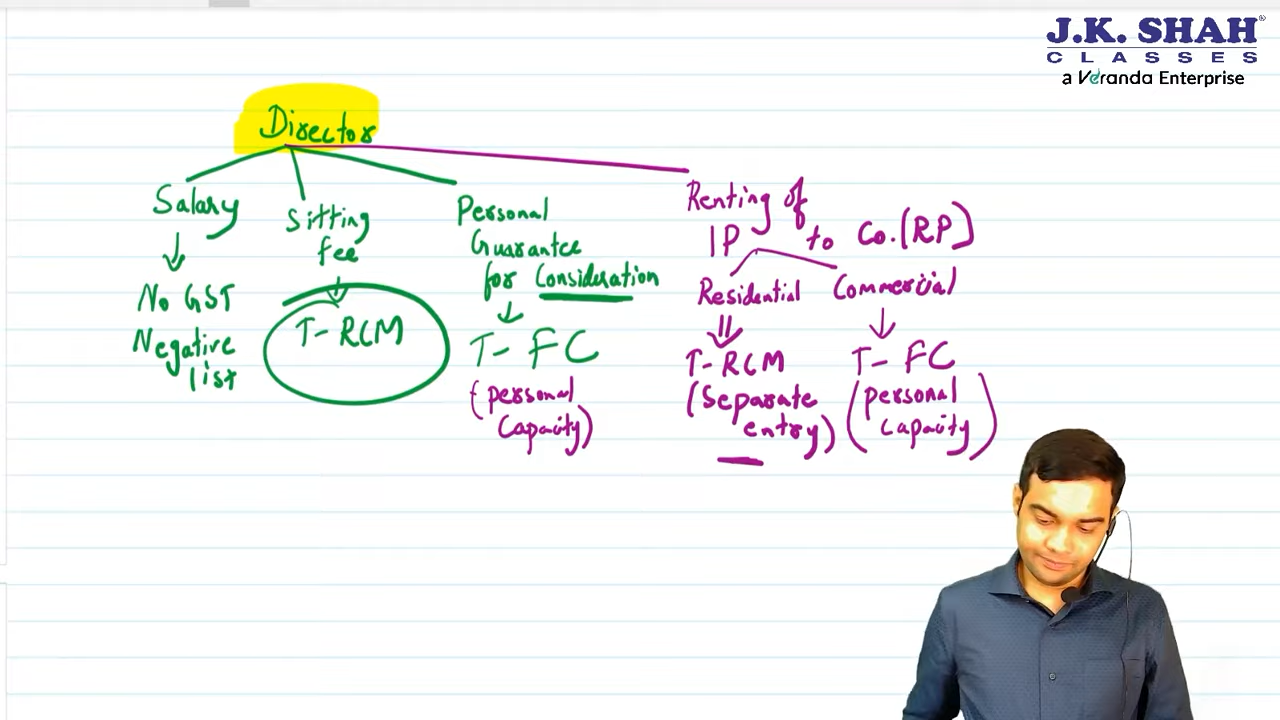 J.K. SHAH®
CLASSES
a Veranda Enterprise
Director
Salary
No GST
Negative
list
Sitting
fee
T- RCM
Personal
Guarantee
for Consideration
T- FC
(personal
capacity)
Renting of
IP to Co. (RP)
Residential
T-RCM
(Separate
entry)
Commercial
T- FC
(personal
capacity)